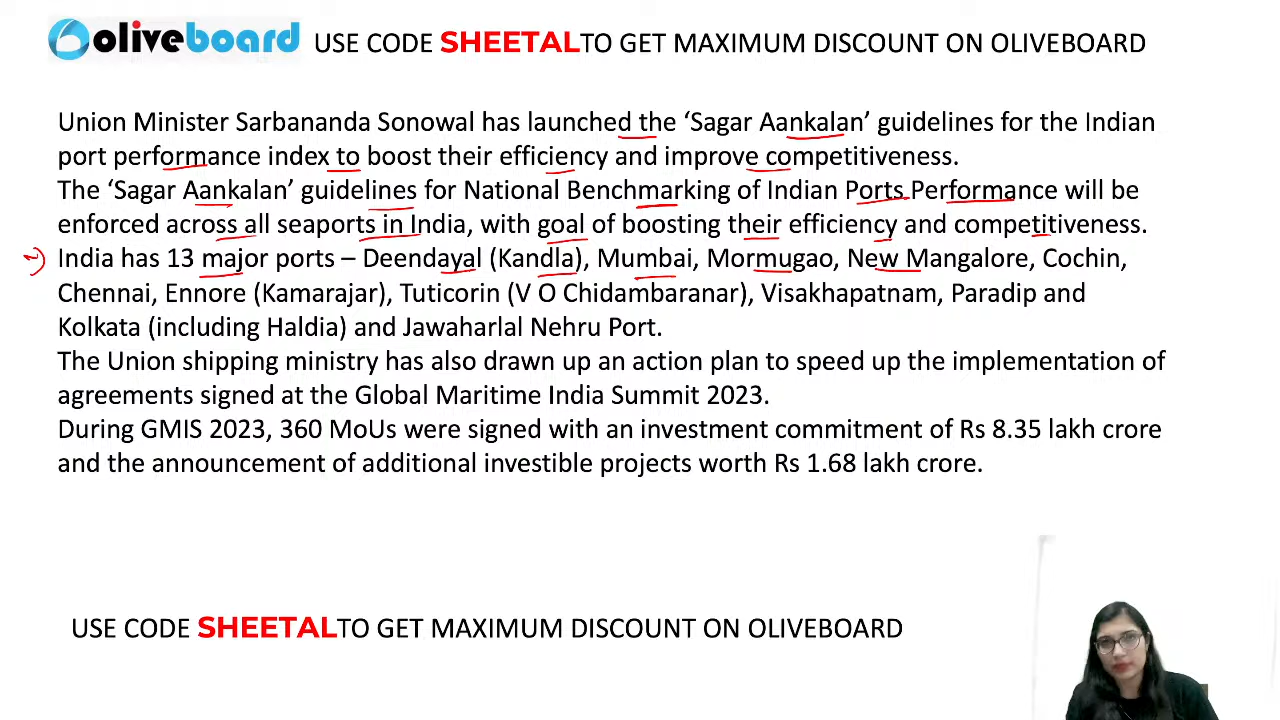 oliveboard USE CODE SHEETAL TO GET MAXIMUM DISCOUNT ON OLIVEBOARD
Union Minister Sarbananda Sonowal has launched the ‘Sagar Aankalan’ guidelines for the Indian
port performance index to boost their efficiency and improve competitiveness.
The ‘Sagar Aankalan’ guidelines for National Benchmarking of Indian Ports Performance will be
enforced across all seaports in India, with goal of boosting their efficiency and competitiveness.
India has 13 major ports – Deendayal (Kandla), Mumbai, Mormugao, New Mangalore, Cochin,
Chennai, Ennore (Kamarajar), Tuticorin (V O Chidambaranar), Visakhapatnam, Paradip and
Kolkata (including Haldia) and Jawaharlal Nehru Port.
The Union shipping ministry has also drawn up an action plan to speed up the implementation of
agreements signed at the Global Maritime India Summit 2023.
During GMIS 2023, 360 MoUs were signed with an investment commitment of Rs 8.35 lakh crore
and the announcement of additional investible projects worth Rs 1.68 lakh crore.
USE CODE SHEETAL TO GET MAXIMUM DISCOUNT ON OLIVEBOARD